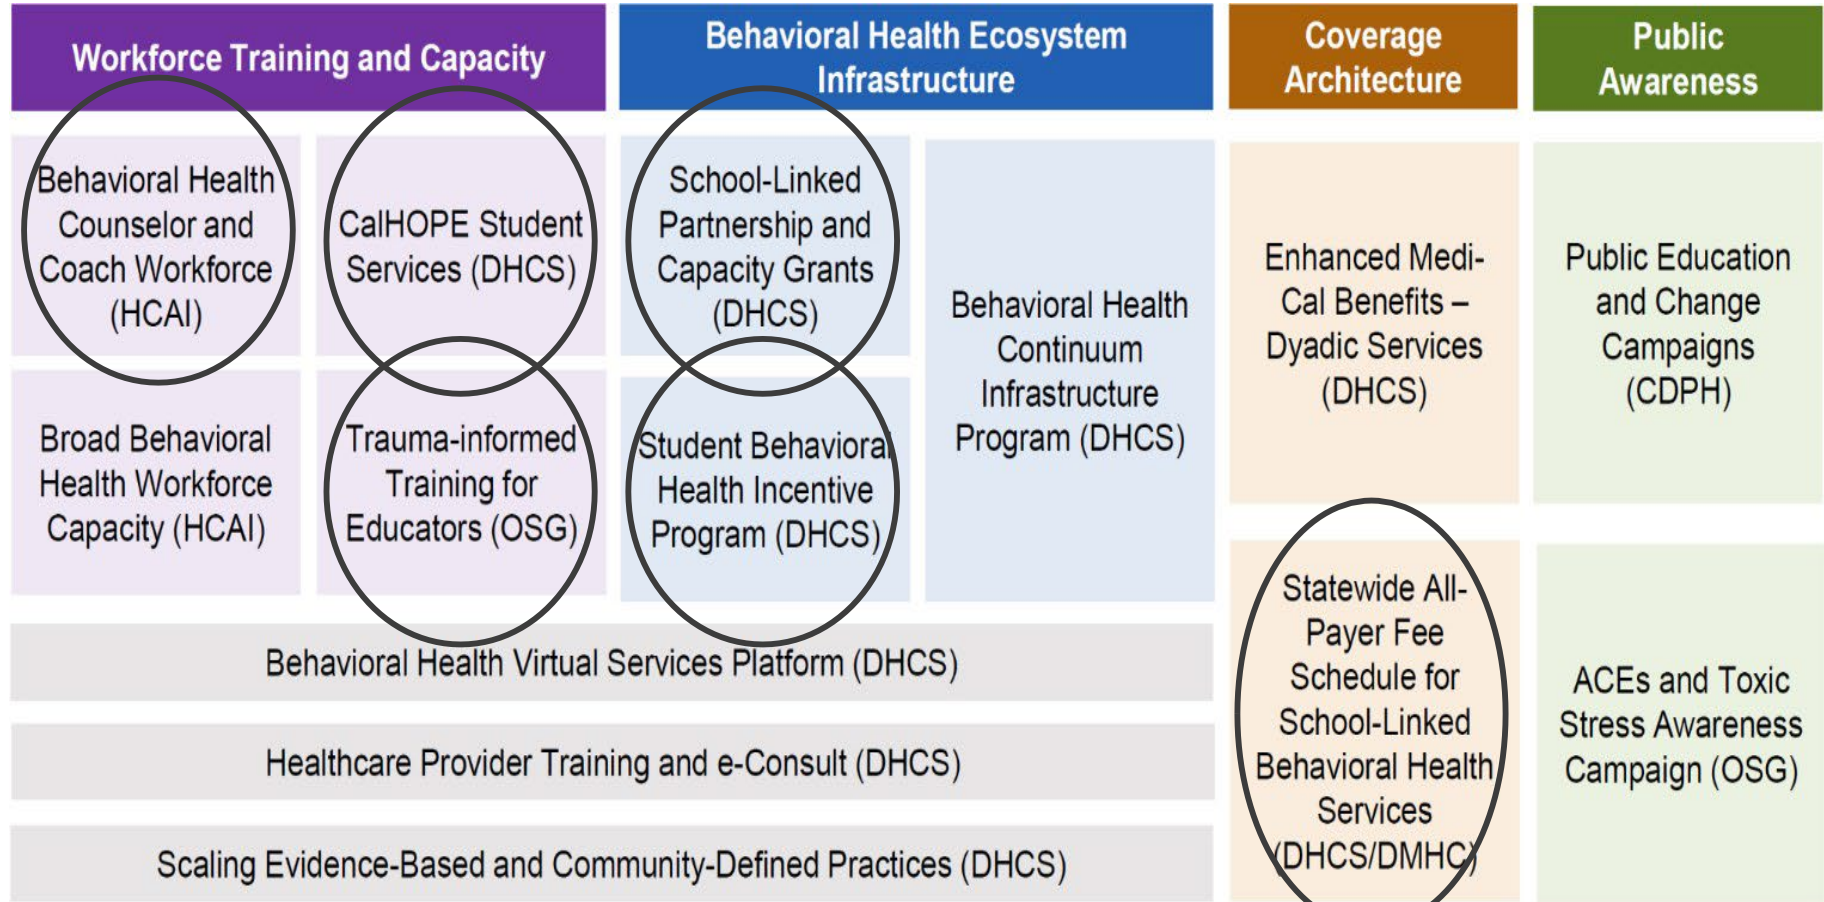 Workforce Training and Capacity
Behavioral Health Ecosystem
Infrastructure
Coverage
Architecture
Public
Awareness
Behavioral Health
Counselor and
Coach Workforce
(HCAI)
CalHOPE Student
Services (DHCS)
School-Linked
Partnership and
Capacity Grants
(DHCS)
Behavioral Health
Continuum
Infrastructure
Program (DHCS)
Enhanced Medi-
Cal Benefits –
Dyadic Services
(DHCS)
Public Education
and Change
Campaigns
(CDPH)
Broad Behavioral
Health Workforce
Capacity (HCAI)
Trauma-informed
Training for
Educators (OSG)
Student Behavioral
Health Incentive
Program (DHCS)
Statewide All-
Payer Fee
Schedule for
School-Linked
Behavioral Health
Services
(DHCS/DMHC)
ACEs and Toxic
Stress Awareness
Campaign (OSG)
Behavioral Health Virtual Services Platform (DHCS)
Healthcare Provider Training and e-Consult (DHCS)
Scaling Evidence-Based and Community-Defined Practices (DHCS)